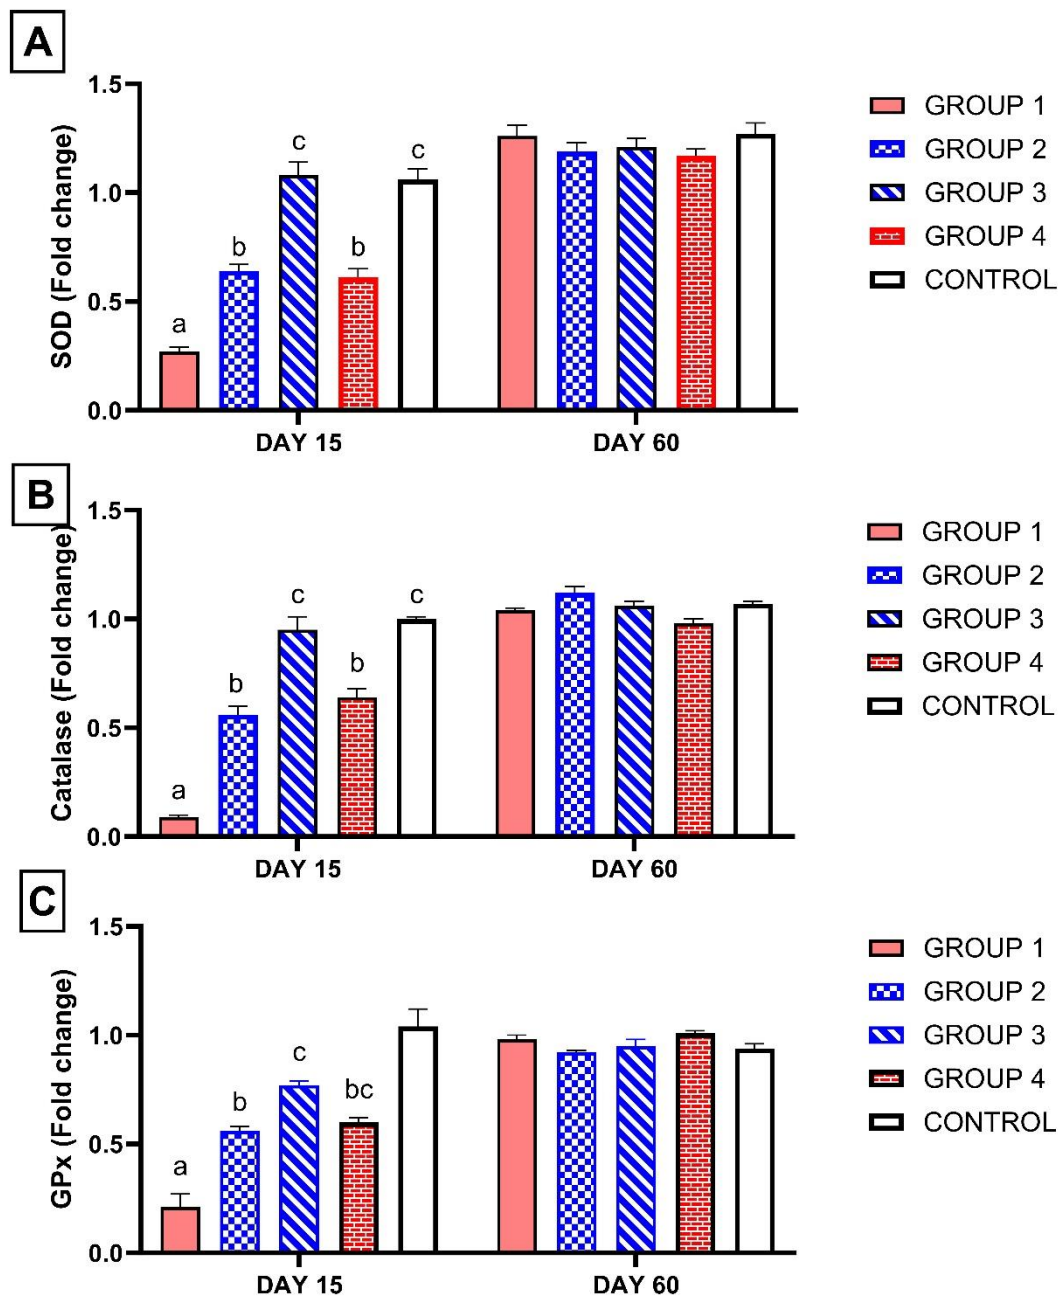 A
SOD (Fold change)
1.5
1.0
0.5
0.0
a
b
c
b
c
DAY 15
DAY 60
GROUP 1
GROUP 2
GROUP 3
GROUP 4
CONTROL
B
Catalase (Fold change)
1.5
1.0
0.5
0.0
a
b
c
b
c
DAY 15
DAY 60
GROUP 1
GROUP 2
GROUP 3
GROUP 4
CONTROL
C
GPx (Fold change)
1.5
1.0
0.5
0.0
a
b
c
bc
DAY 15
DAY 60
GROUP 1
GROUP 2
GROUP 3
GROUP 4
CONTROL